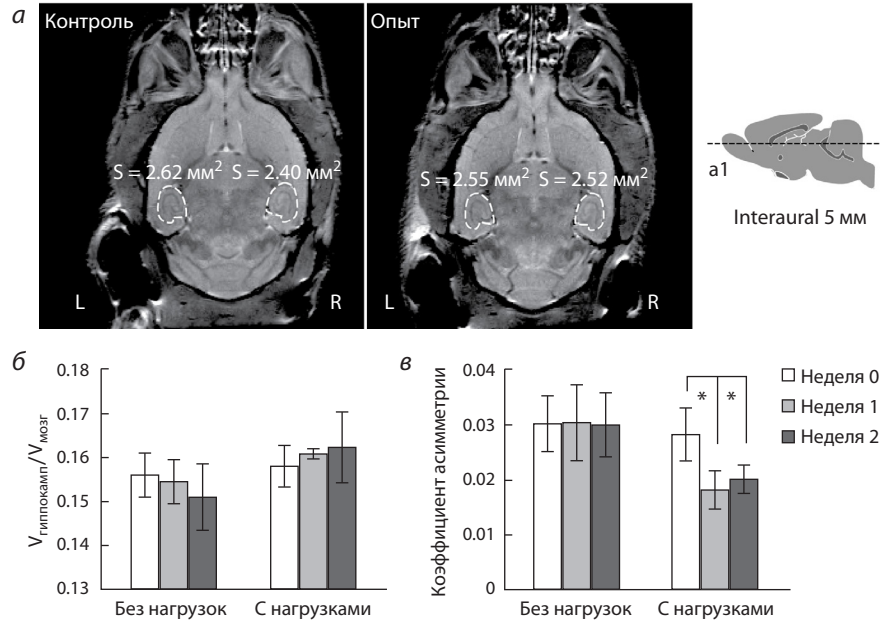 а
Контроль
Опыт
S = 2.62 мм² S = 2.40 мм²
S = 2.55 мм² S = 2.52 мм²
L R
L R
а1
Interaural 5 мм
б
0.18
0.17
0.16
0.15
0.14
0.13
Vгиппокамп/Vмозг
Без нагрузок С нагрузками
в
0.04
0.03
0.02
0.01
0
Коэффициент асимметрии
* *
Без нагрузок С нагрузками
Неделя 0
Неделя 1
Неделя 2